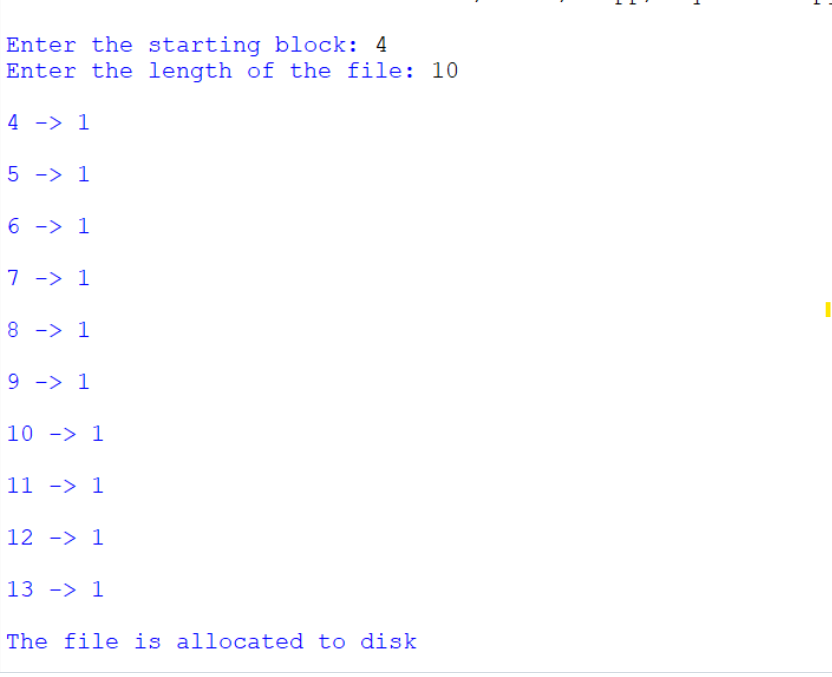 Enter the starting block: 4
Enter the length of the file: 10
4 -> 1
5 -> 1
6 -> 1
7 -> 1
8 -> 1
9 -> 1
10 -> 1
11 -> 1
12 -> 1
13 -> 1
The file is allocated to disk